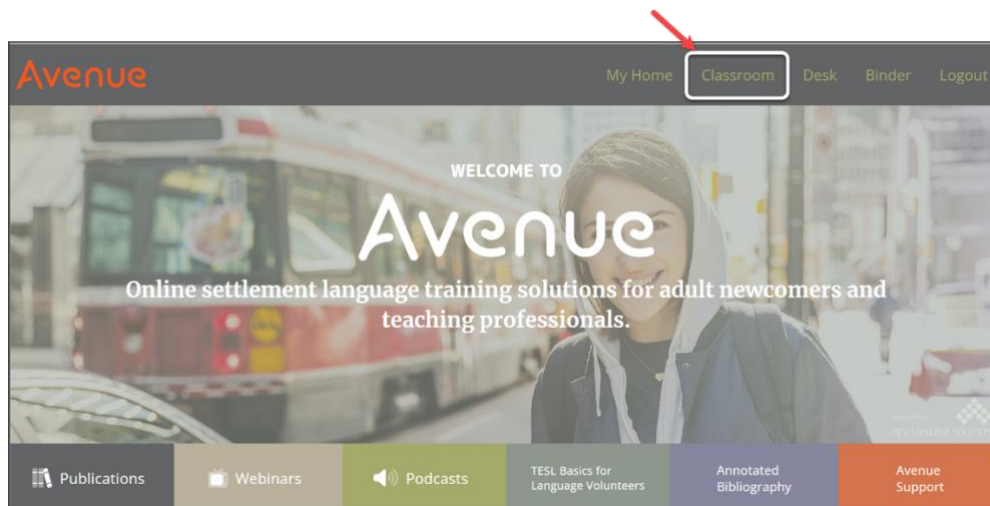 Avenue
My Home Classroom Desk Binder Logout
WELCOME TO
Avenue
Online settlement language training solutions for adult newcomers and
teaching professionals.
Publications
Webinars
Podcasts
TESL Basics for
Language Volunteers
Annotated
Bibliography
Avenue
Support